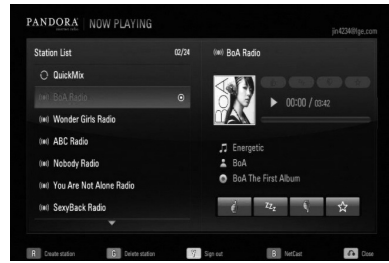 PANDORA NOW PLAYING
jin4234@lge.com
Station List 02/24
QuickMix
BoA Radio
Wonder Girls Radio
ABC Radio
Nobody Radio
You Are Not Alone Radio
SexyBack Radio
BoA Radio
BoA
00:00 / 03:42
Energetic
BoA
BoA The First Album
zzz
R Create station
G Delete station
Y Sign out
B NetCast
Close